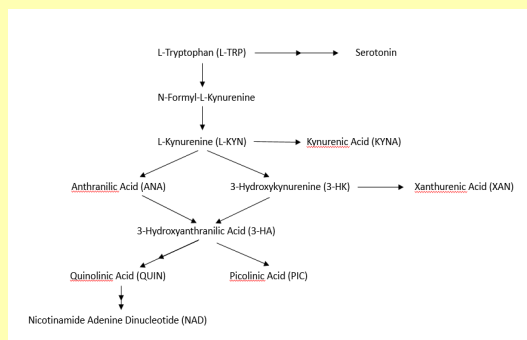 L-Tryptophan (L-TRP) Serotonin
N-Formyl-L-Kynurenine
L-Kynurenine (L-KYN) Kynurenic Acid (KYNA)
Anthranilic Acid (ANA) 3-Hydroxykynurenine (3-HK) Xanthurenic Acid (XAN)
3-Hydroxyanthranilic Acid (3-HA)
Quinolinic Acid (QUIN) Picolinic Acid (PIC)
Nicotinamide Adenine Dinucleotide (NAD)